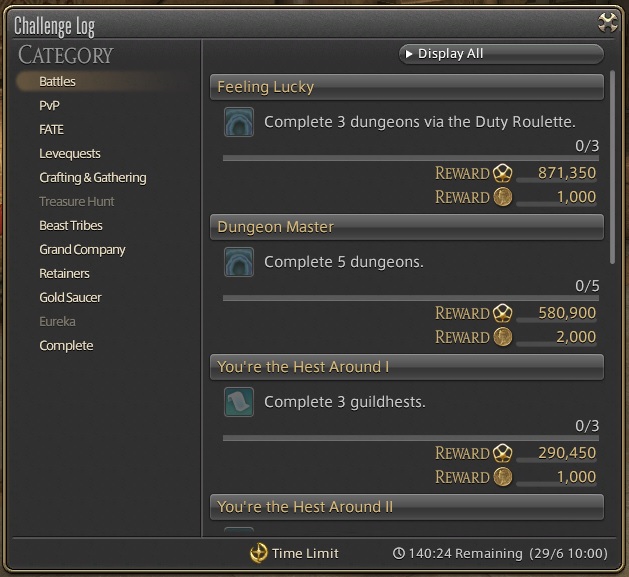 Challenge Log
CATEGORY
Display All
Battles
PvP
FATE
Levequests
Crafting & Gathering
Treasure Hunt
Beast Tribes
Grand Company
Retainers
Gold Saucer
Eureka
Complete
Feeling Lucky
Complete 3 dungeons via the Duty Roulette.
0/3
REWARD 871,350
REWARD 1,000
Dungeon Master
Complete 5 dungeons.
0/5
REWARD 580,900
REWARD 2,000
You're the Hest Around I
Complete 3 guildhests.
0/3
REWARD 290,450
REWARD 1,000
You're the Hest Around II
Time Limit 140:24 Remaining (29/6 10:00)